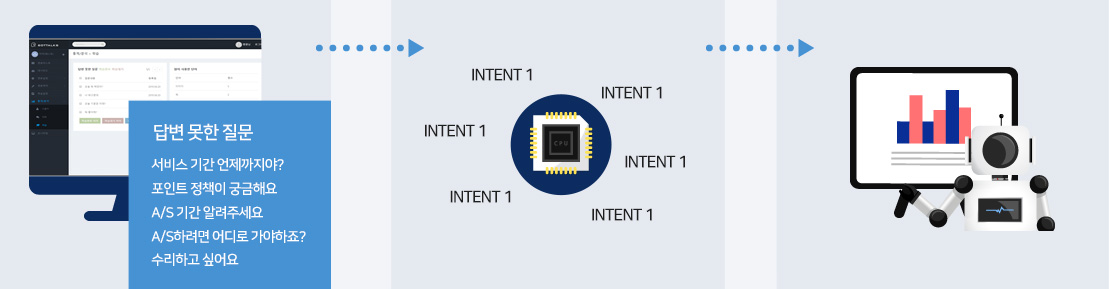 답변 못한 질문
서비스 기간 언제까지야?
포인트 정책이 궁금해요
A/S 기간 알려주세요
A/S하려면 어디로 가야하죠?
수리하고 싶어요
INTENT 1
INTENT 1
INTENT 1
INTENT 1
INTENT 1
INTENT 1
CPU